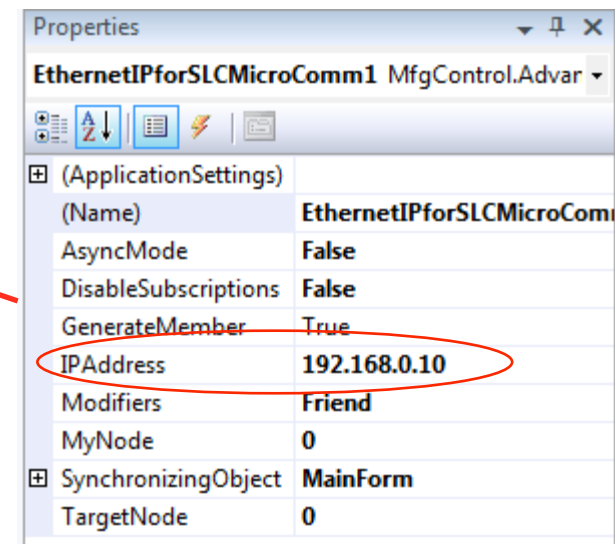 Properties
EthernetIPforSLCMicroComm1 MfgControl.Advar
A Z
(ApplicationSettings)
(Name) EthernetIPforSLCMicroCom
AsyncMode False
DisableSubscriptions False
GenerateMember True
IPAddress 192.168.0.10
Modifiers Friend
MyNode 0
SynchronizingObject MainForm
TargetNode 0